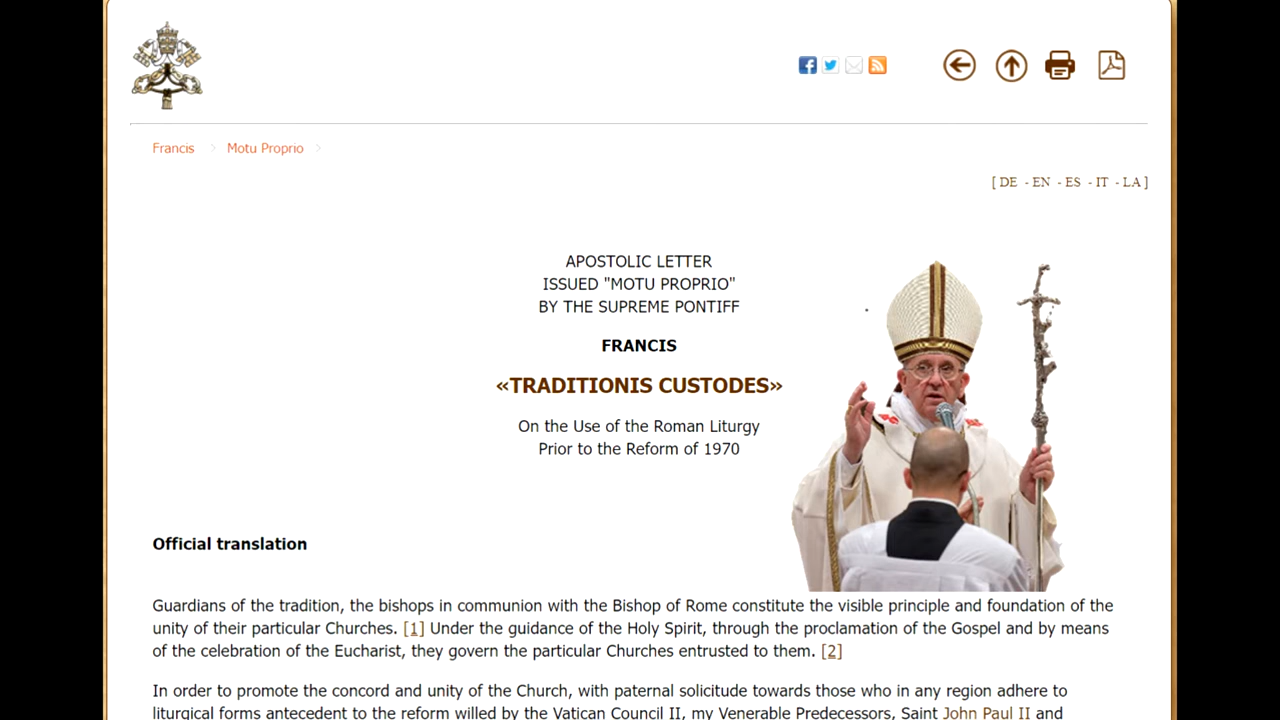 Francis > Motu Proprio >
[ DE - EN - ES - IT - LA ]
APOSTOLIC LETTER
ISSUED "MOTU PROPRIO"
BY THE SUPREME PONTIFF
FRANCIS
«TRADITIONIS CUSTODES»
On the Use of the Roman Liturgy
Prior to the Reform of 1970
Official translation
Guardians of the tradition, the bishops in communion with the Bishop of Rome constitute the visible principle and foundation of the
unity of their particular Churches. [1] Under the guidance of the Holy Spirit, through the proclamation of the Gospel and by means
of the celebration of the Eucharist, they govern the particular Churches entrusted to them. [2]
In order to promote the concord and unity of the Church, with paternal solicitude towards those who in any region adhere to
liturgical forms antecedent to the reform willed by the Vatican Council II, my Venerable Predecessors, Saint John Paul II and